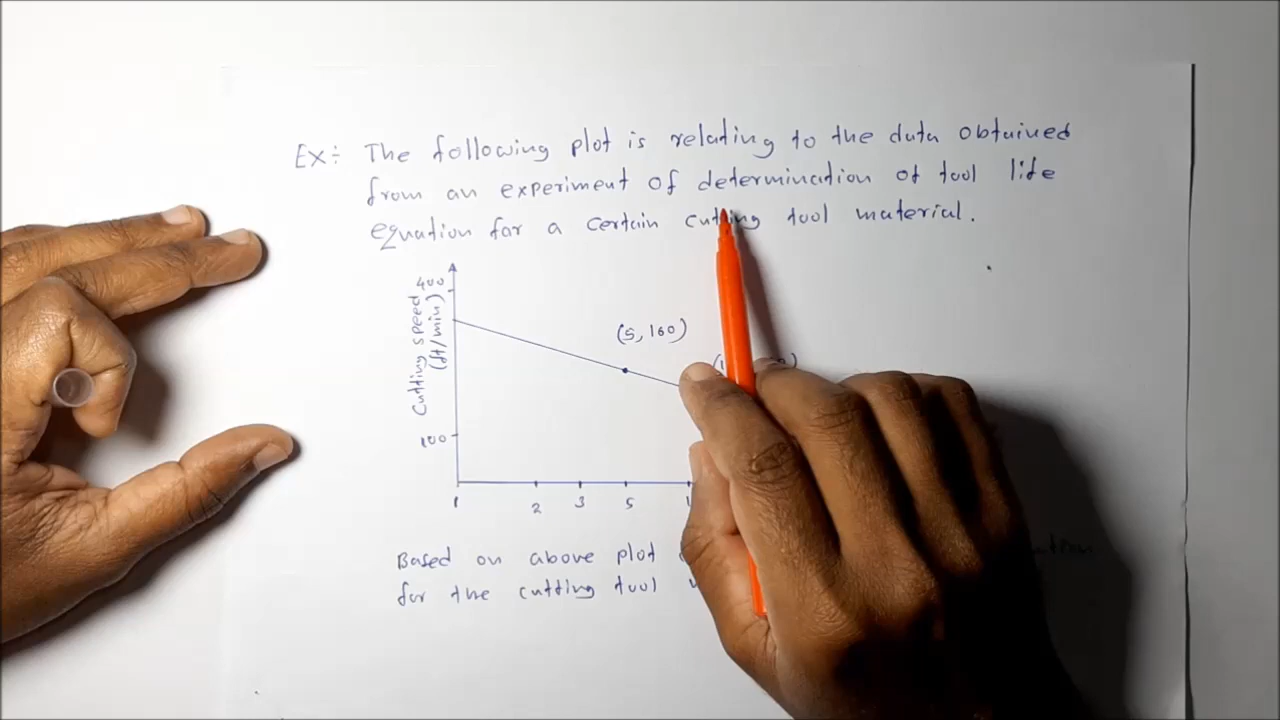 Ex:- The following plot is relating to the data obtained
from an experiment of determination of tool life
equation for a certain cutting tool material.
400
Cutting speed
(ft/min)
(5, 160)
100
1 2 3 5
Based on above plot
for the cutting tool